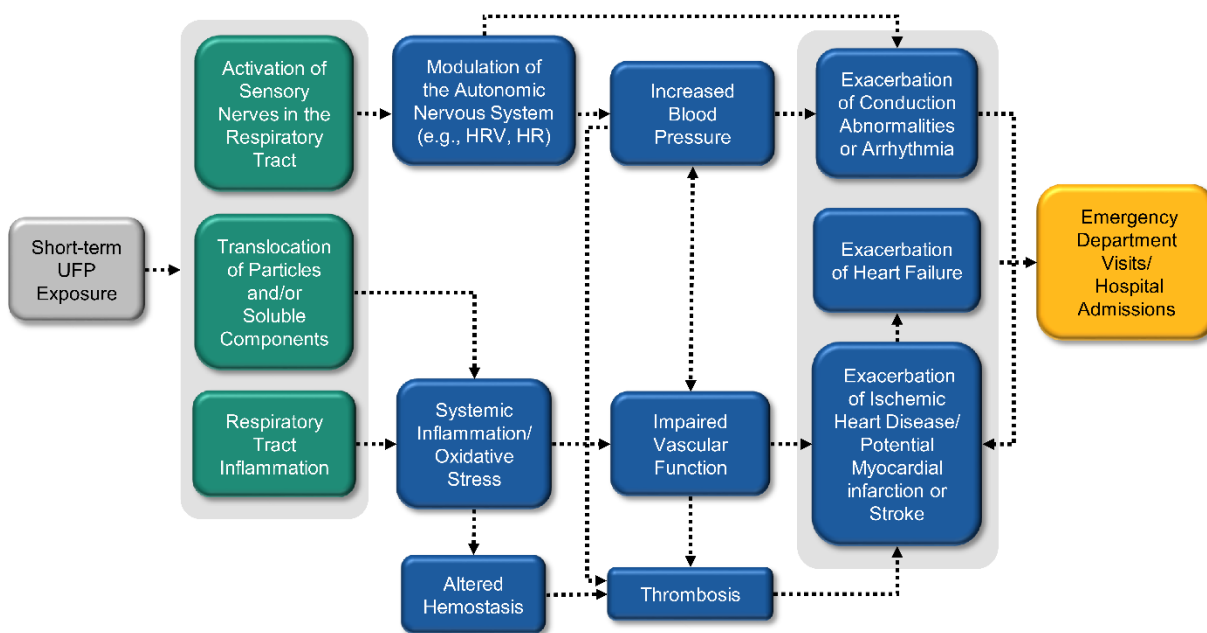 Short-term
UFP
Exposure
Activation of
Sensory
Nerves in the
Respiratory
Tract
Translocation
of Particles
and/or
Soluble
Components
Respiratory
Tract
Inflammation
Modulation of
the Autonomic
Nervous System
(e.g., HRV, HR)
Systemic
Inflammation/
Oxidative
Stress
Altered
Hemostasis
Increased
Blood
Pressure
Impaired
Vascular
Function
Thrombosis
Exacerbation
of Conduction
Abnormalities
or Arrhythmia
Exacerbation
of Heart Failure
Exacerbation
of Ischemic
Heart Disease/
Potential
Myocardial
infarction or
Stroke
Emergency
Department
Visits/
Hospital
Admissions